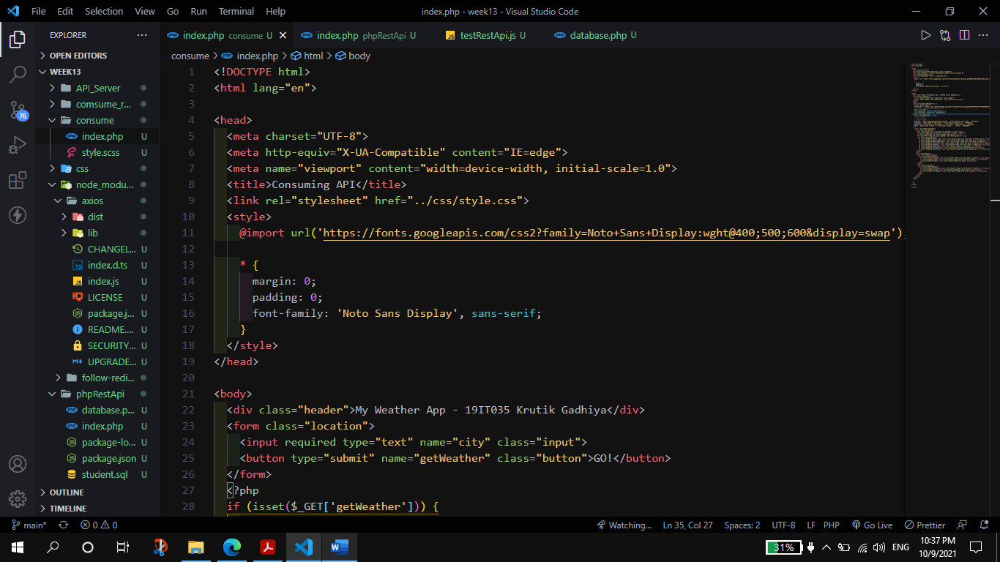 File Edit Selection View Go Run Terminal Help index.php - week13 - Visual Studio Code
EXPLORER ···
index.php consume U
index.php phpRestApi U
testRestApi.js U
database.php U
consume > index.php > html > body
OPEN EDITORS
WEEK13
API_Server
comsume_r...
consume
index.php U
style.scss U
css
node_modu...
axios
dist
lib
CHANGEL... U
index.d.ts U
index.js U
LICENSE U
package.j... U
README.... U
SECURITY... U
UPGRADE... U
follow-redi...
phpRestApi
database.p... U
index.php U
package-lo... U
package.json U
student.sql U
OUTLINE
TIMELINE
76
1 <!DOCTYPE html>
2 <html lang="en">
3
4 <head>
5 <meta charset="UTF-8">
6 <meta http-equiv="X-UA-Compatible" content="IE=edge">
7 <meta name="viewport" content="width=device-width, initial-scale=1.0">
8 <title>Consuming API</title>
9 <link rel="stylesheet" href="../css/style.css">
10 <style>
11 @import url('https://fonts.googleapis.com/css2?family=Noto+Sans+Display:wght@400;500;600&display=swap');
12
13 * {
14 margin: 0;
15 padding: 0;
16 font-family: 'Noto Sans Display', sans-serif;
17 }
18 </style>
19 </head>
20
21 <body>
22 <div class="header">My Weather App - 19IT035 Krutik Gadhiya</div>
23 <form class="location">
24 <input required type="text" name="city" class="input">
25 <button type="submit" name="getWeather" class="button">GO!</button>
26 </form>
27 <?php
28 if (isset($_GET['getWeather'])) {
main* 0 0 Watching... Ln 35, Col 27 Spaces: 2 UTF-8 LF PHP Go Live Prettier
31% ENG 10:37 PM
10/9/2021